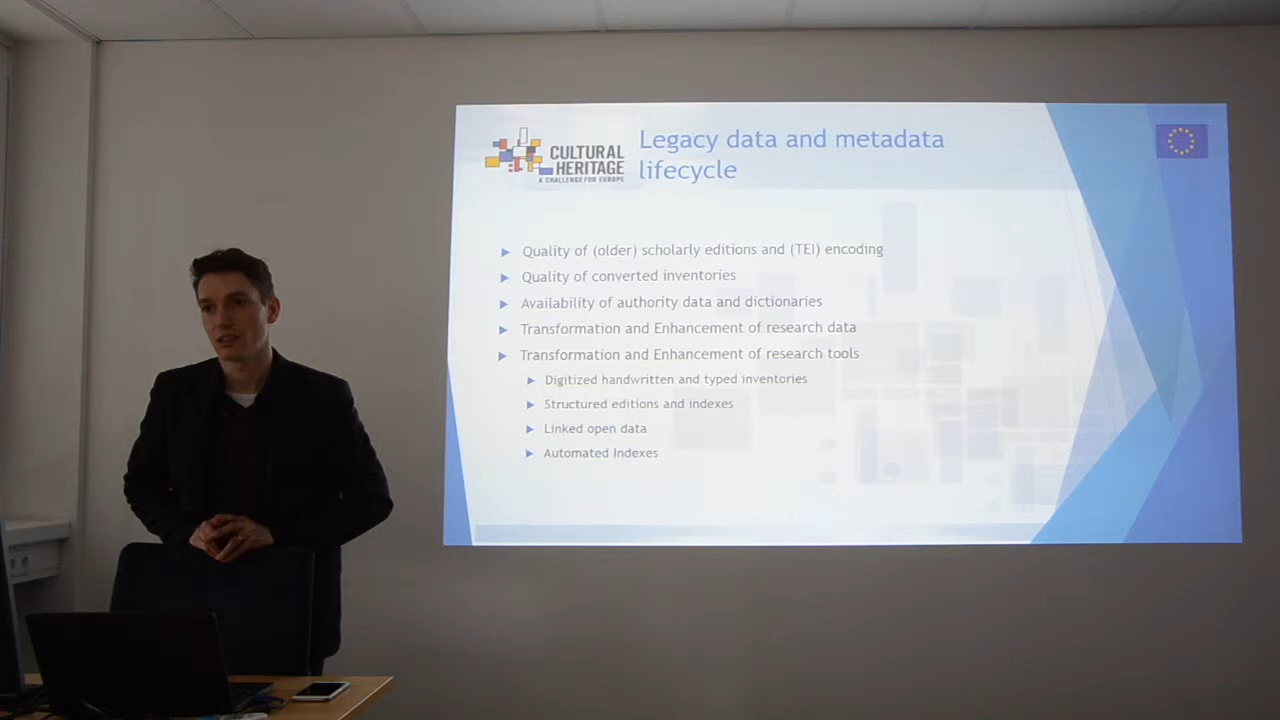 CULTURAL
HERITAGE
A CHALLENGE FOR EUROPE
Legacy data and metadata
lifecycle
Quality of (older) scholarly editions and (TEI) encoding
Quality of converted inventories
Availability of authority data and dictionaries
Transformation and Enhancement of research data
Transformation and Enhancement of research tools
Digitized handwritten and typed inventories
Structured editions and indexes
Linked open data
Automated Indexes